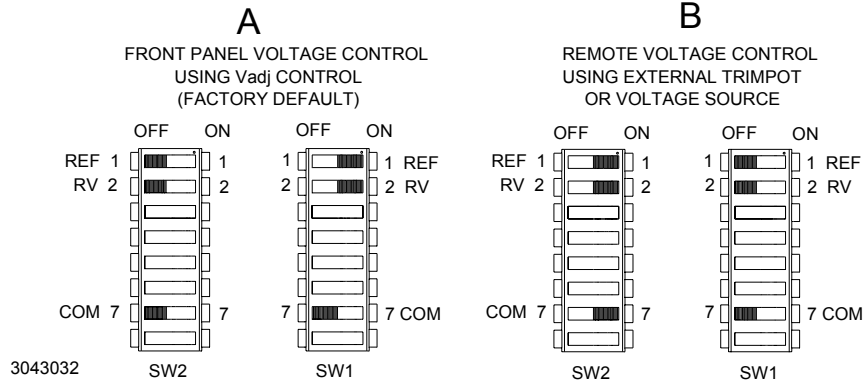 A
FRONT PANEL VOLTAGE CONTROL
USING Vadj CONTROL
(FACTORY DEFAULT)
OFF ON OFF ON
REF 1 1 1 1 REF
RV 2 2 2 2 RV
COM 7 7 7 7 COM
SW2 SW1
B
REMOTE VOLTAGE CONTROL
USING EXTERNAL TRIMPOT
OR VOLTAGE SOURCE
OFF ON OFF ON
REF 1 1 1 1 REF
RV 2 2 2 2 RV
COM 7 7 7 7 COM
SW2 SW1
3043032